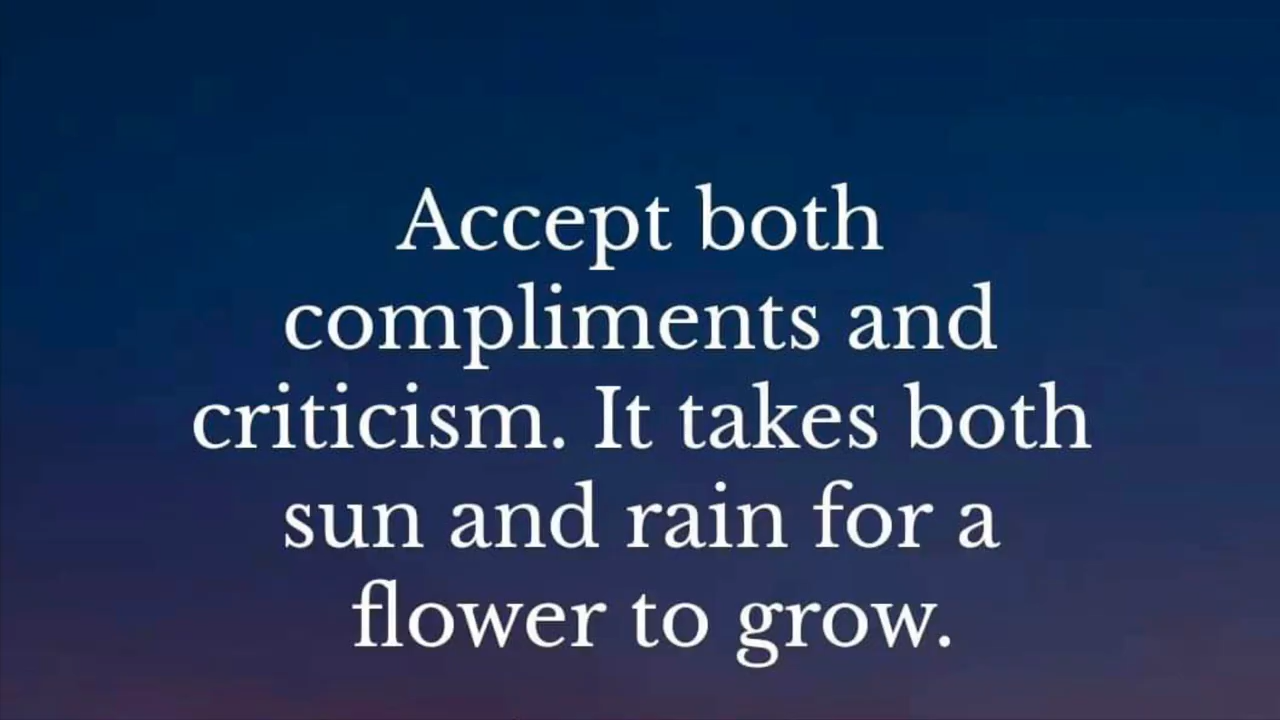 Accept both
compliments and
criticism. It takes both
sun and rain for a
flower to grow.